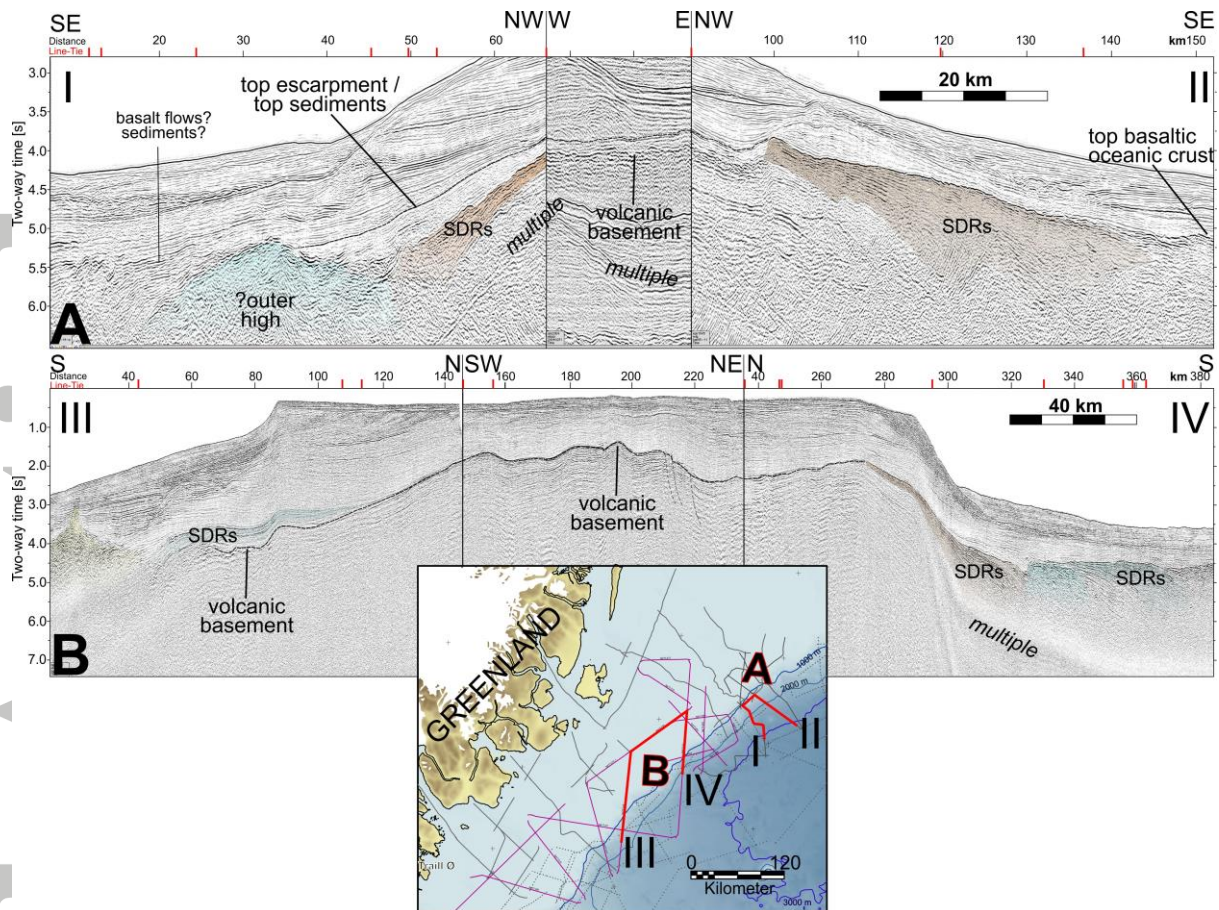 SE NW W E NW SE
Distance 20 30 40 50 60 100 110 120 130 140 km 150
Line-Tie
I
II
20 km
top escarpment /
top sediments
basalt flows?
sediments?
top basaltic
oceanic crust
Two-way time [s]
3.0
3.5
4.0
4.5
5.0
5.5
6.0
SDRs
multiple
volcanic
basement
multiple
SDRs
?outer
high
A
S N SW NE N S
Distance 40 60 80 100 120 140 160 180 200 220 240 260 280 300 320 340 360 km 380
Line-Tie
III
IV
40 km
Two-way time [s]
1.0
2.0
3.0
4.0
5.0
6.0
7.0
volcanic
basement
SDRs
volcanic
basement
SDRs
SDRs
multiple
B
GREENLAND
A
1000 m
2000 m
I
II
B
IV
III
Traill Ø
0 120
Kilometer
3000 m